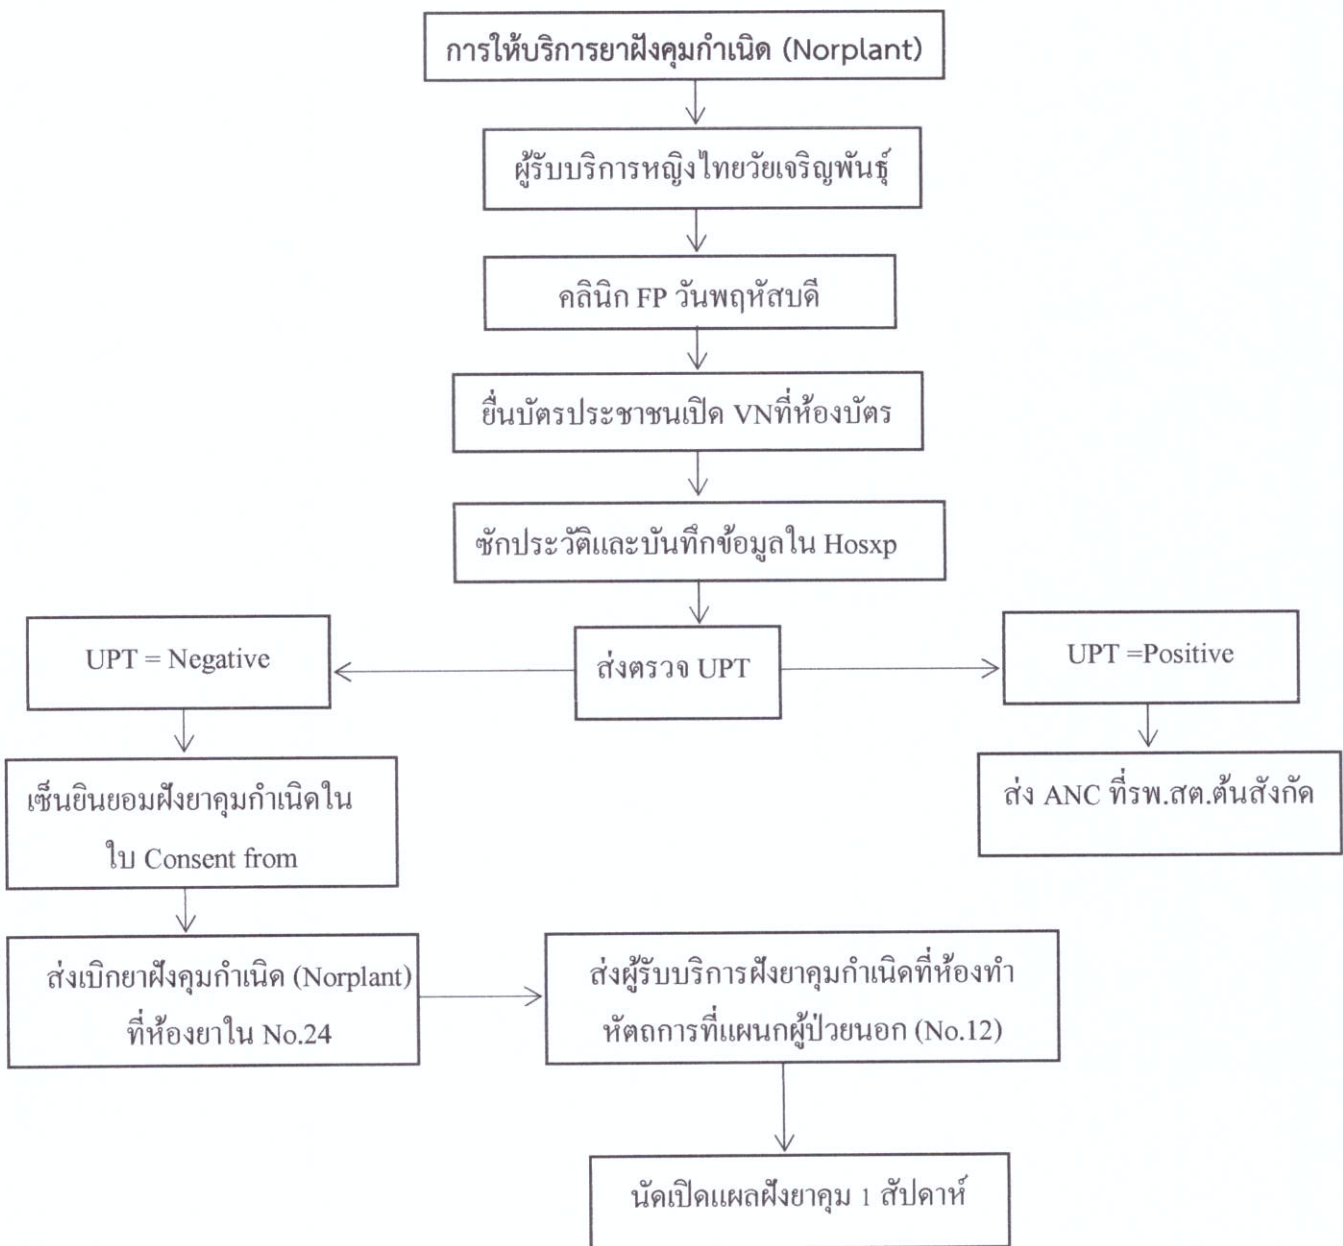 การให้บริการยาฝังคุมกำเนิด (Norplant)
ผู้รับบริการหญิงไทยวัยเจริญพันธุ์
คลินิก FP วันพฤหัสบดี
ยื่นบัตรประชาชนเปิด VNที่ห้องบัตร
ซักประวัติและบันทึกข้อมูลใน Hosxp
ส่งตรวจ UPT
UPT = Negative
UPT =Positive
เซ็นยินยอมฝังยาคุมกำเนิดใน
ใบ Consent from
ส่ง ANC ที่รพ.สต.ต้นสังกัด
ส่งเบิกยาฝังคุมกำเนิด (Norplant)
ที่ห้องยาใน No.24
ส่งผู้รับบริการฝังยาคุมกำเนิดที่ห้องทำ
หัตถการที่แผนกผู้ป่วยนอก (No.12)
นัดเปิดแผลฝังยาคุม 1 สัปดาห์